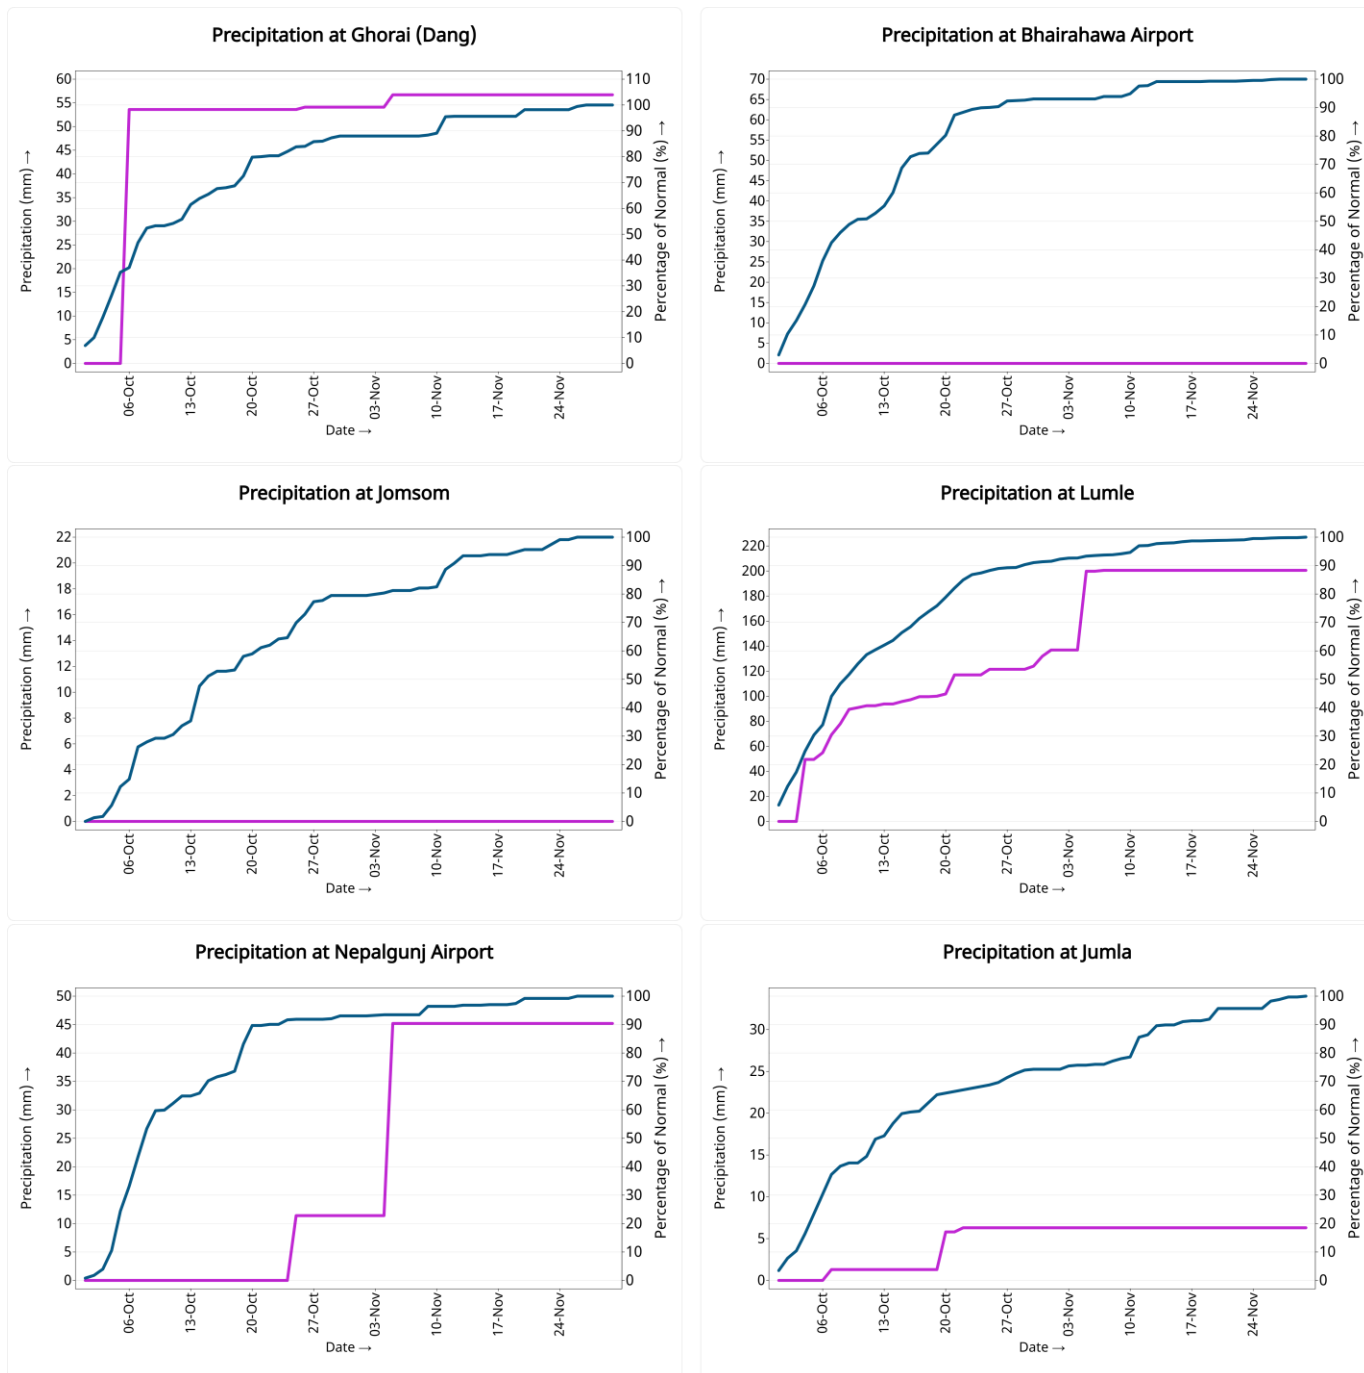 Precipitation at Ghorai (Dang)
Precipitation (mm) →
60
55
50
45
40
35
30
25
20
15
10
5
0
110
100
90
80
70
60
50
40
30
20
10
0
Percentage of Normal (%) →
06-Oct
13-Oct
20-Oct
27-Oct
03-Nov
10-Nov
17-Nov
24-Nov
Date →
Precipitation at Bhairahawa Airport
Precipitation (mm) →
70
65
60
55
50
45
40
35
30
25
20
15
10
5
0
100
90
80
70
60
50
40
30
20
10
0
Percentage of Normal (%) →
06-Oct
13-Oct
20-Oct
27-Oct
03-Nov
10-Nov
17-Nov
24-Nov
Date →
Precipitation at Jomsom
Precipitation (mm) →
22
20
18
16
14
12
10
8
6
4
2
0
100
90
80
70
60
50
40
30
20
10
0
Percentage of Normal (%) →
06-Oct
13-Oct
20-Oct
27-Oct
03-Nov
10-Nov
17-Nov
24-Nov
Date →
Precipitation at Lumle
Precipitation (mm) →
220
200
180
160
140
120
100
80
60
40
20
0
100
90
80
70
60
50
40
30
20
10
0
Percentage of Normal (%) →
06-Oct
13-Oct
20-Oct
27-Oct
03-Nov
10-Nov
17-Nov
24-Nov
Date →
Precipitation at Nepalgunj Airport
Precipitation (mm) →
50
45
40
35
30
25
20
15
10
5
0
100
90
80
70
60
50
40
30
20
10
0
Percentage of Normal (%) →
06-Oct
13-Oct
20-Oct
27-Oct
03-Nov
10-Nov
17-Nov
24-Nov
Date →
Precipitation at Jumla
Precipitation (mm) →
30
25
20
15
10
5
0
100
90
80
70
60
50
40
30
20
10
0
Percentage of Normal (%) →
06-Oct
13-Oct
20-Oct
27-Oct
03-Nov
10-Nov
17-Nov
24-Nov
Date →